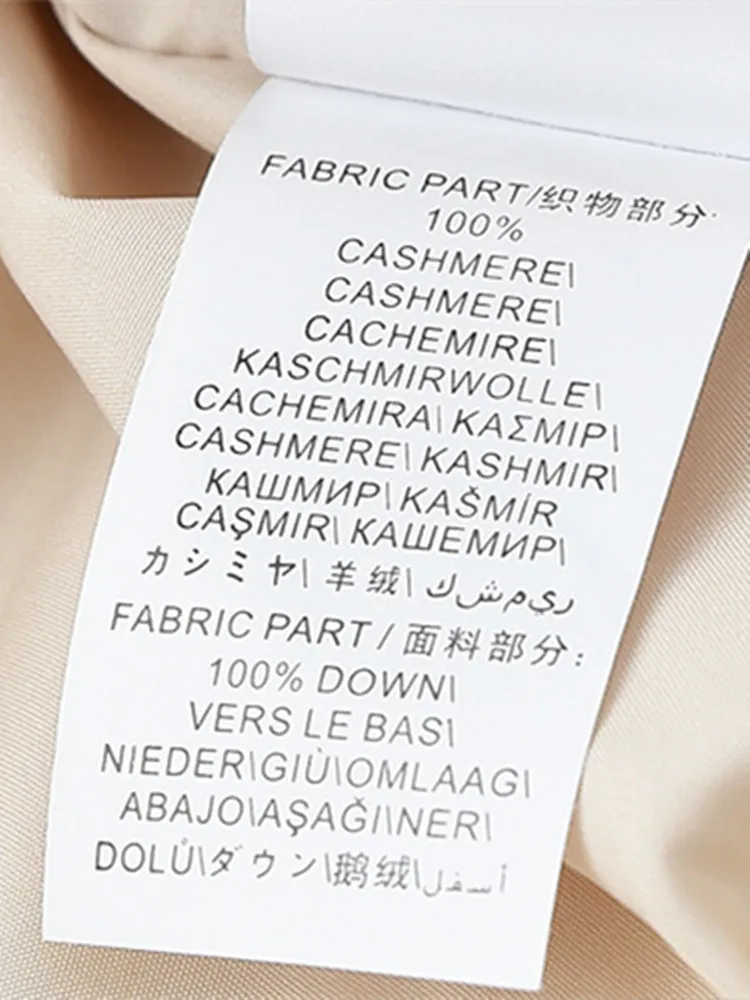 FABRIC PART/织物部分:
100%
CASHMERE\
CASHMERE\
CACHEMIRE\
KASCHMIRWOLLE\
CACHEMIRA\ ΚΑΣΜΙΡ\
CASHMERE\ KASHMIR\
КАШМИР\ KAŠMÍR
CAŞMIR\ КАШЕМИР\
カシミヤ\ 羊绒\ ريمشك
FABRIC PART / 面料部分:
100% DOWN\
VERS LE BAS\
NIEDER\GIÙ\OMLAAG\
ABAJO\AŞAĞI\NER\
DOLŮ\ダウン\鹅绒\أسفل